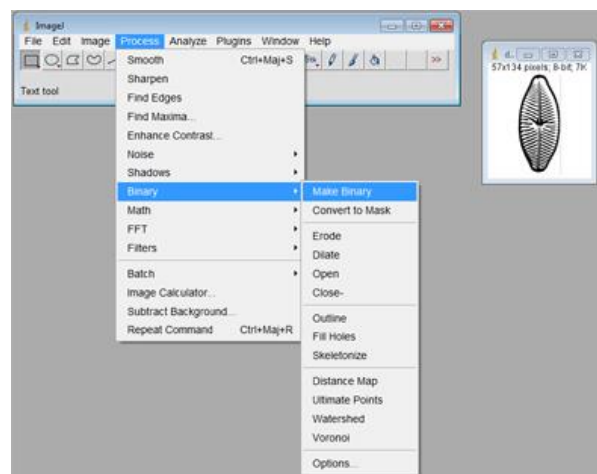 ImageJ
File Edit Image Process Analyze Plugins Window Help
>>
Text tool
Smooth Ctrl+Maj+S
Sharpen
Find Edges
Find Maxima...
Enhance Contrast...
Noise
Shadows
Binary
Math
FFT
Filters
Batch
Image Calculator...
Subtract Background...
Repeat Command Ctrl+Maj+R
Make Binary
Convert to Mask
Erode
Dilate
Open
Close-
Outline
Fill Holes
Skeletonize
Distance Map
Ultimate Points
Watershed
Voronoi
Options...
d...
57x134 pixels; 8-bit; 7K